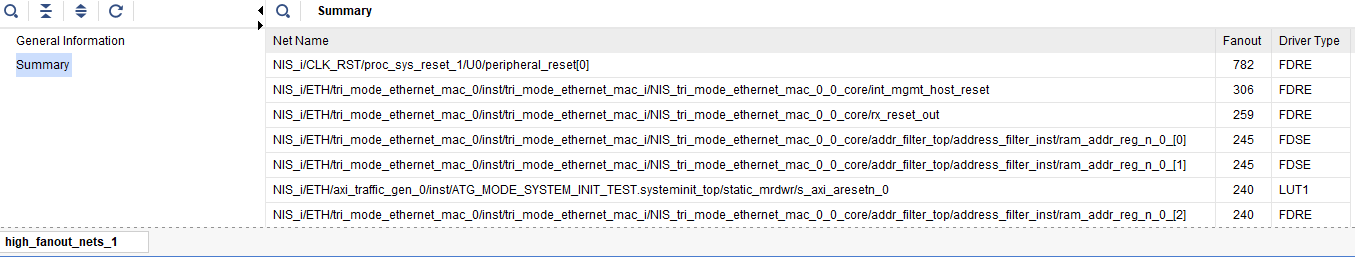 Summary
General Information
Summary
Net Name Fanout Driver Type
NIS_i/CLK_RST/proc_sys_reset_1/U0/peripheral_reset[0] 782 FDRE
NIS_i/ETH/tri_mode_ethernet_mac_0/inst/tri_mode_ethernet_mac_i/NIS_tri_mode_ethernet_mac_0_0_core/int_mgmt_host_reset 306 FDRE
NIS_i/ETH/tri_mode_ethernet_mac_0/inst/tri_mode_ethernet_mac_i/NIS_tri_mode_ethernet_mac_0_0_core/rx_reset_out 259 FDRE
NIS_i/ETH/tri_mode_ethernet_mac_0/inst/tri_mode_ethernet_mac_i/NIS_tri_mode_ethernet_mac_0_0_core/addr_filter_top/address_filter_inst/ram_addr_reg_n_0_[0] 245 FDSE
NIS_i/ETH/tri_mode_ethernet_mac_0/inst/tri_mode_ethernet_mac_i/NIS_tri_mode_ethernet_mac_0_0_core/addr_filter_top/address_filter_inst/ram_addr_reg_n_0_[1] 245 FDSE
NIS_i/ETH/axi_traffic_gen_0/inst/ATG_MODE_SYSTEM_INIT_TEST.systeminit_top/static_mrdwr/s_axi_aresetn_0 240 LUT1
NIS_i/ETH/tri_mode_ethernet_mac_0/inst/tri_mode_ethernet_mac_i/NIS_tri_mode_ethernet_mac_0_0_core/addr_filter_top/address_filter_inst/ram_addr_reg_n_0_[2] 240 FDRE
high_fanout_nets_1